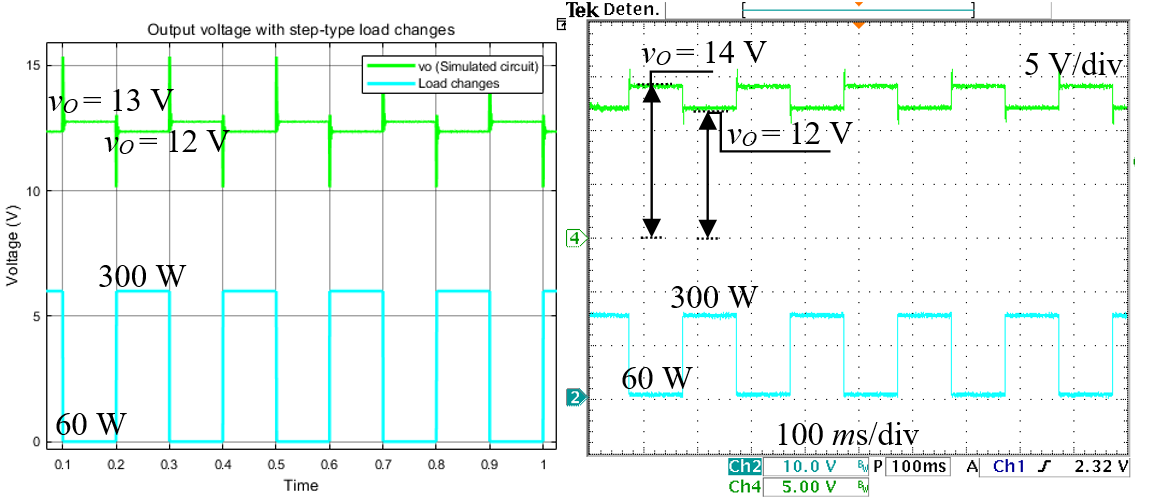 Output voltage with step-type load changes
15
10
5
0
Voltage (V)
vo (Simulated circuit)
Load changes
vO = 13 V
vO = 12 V
300 W
60 W
0.1 0.2 0.3 0.4 0.5 0.6 0.7 0.8 0.9 1
Time
Tek Deten.
vO = 14 V
5 V/div
vO = 12 V
4
300 W
60 W
2
100 ms/div
Ch2 10.0 V BW P 100ms A Ch1 2.32 V
Ch4 5.00 V BW